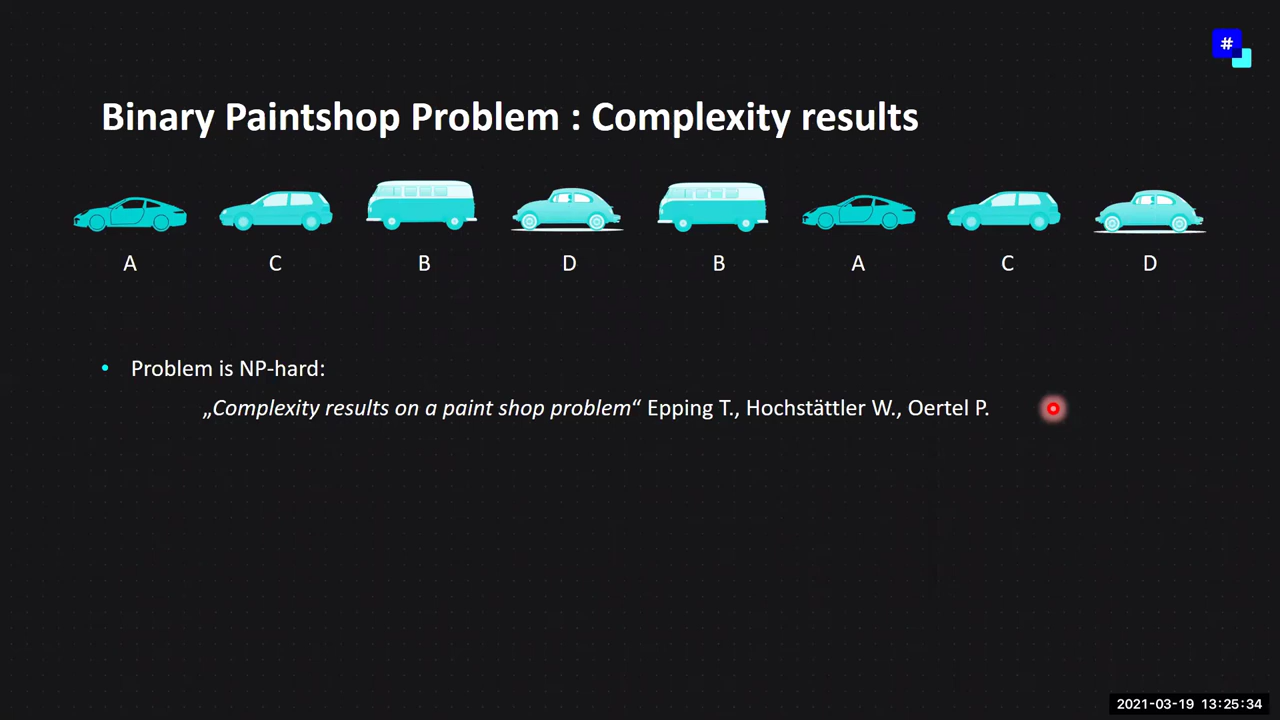 #
Binary Paintshop Problem : Complexity results
A C B D B A C D
• Problem is NP-hard:
„Complexity results on a paint shop problem“ Epping T., Hochstättler W., Oertel P.
2021-03-19 13:25:34